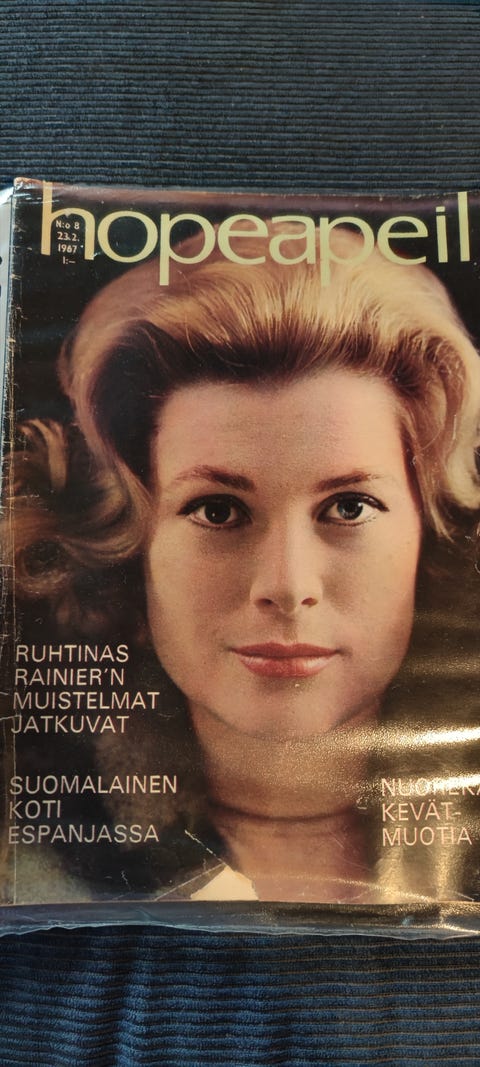 hopeapeil
N:o 8
23.2.
1967
1:–
RUHTINAS
RAINIER'N
MUISTELMAT
JATKUVAT
SUOMALAINEN
KOTI
ESPANJASSA
KEVÄT-
MUOTIA